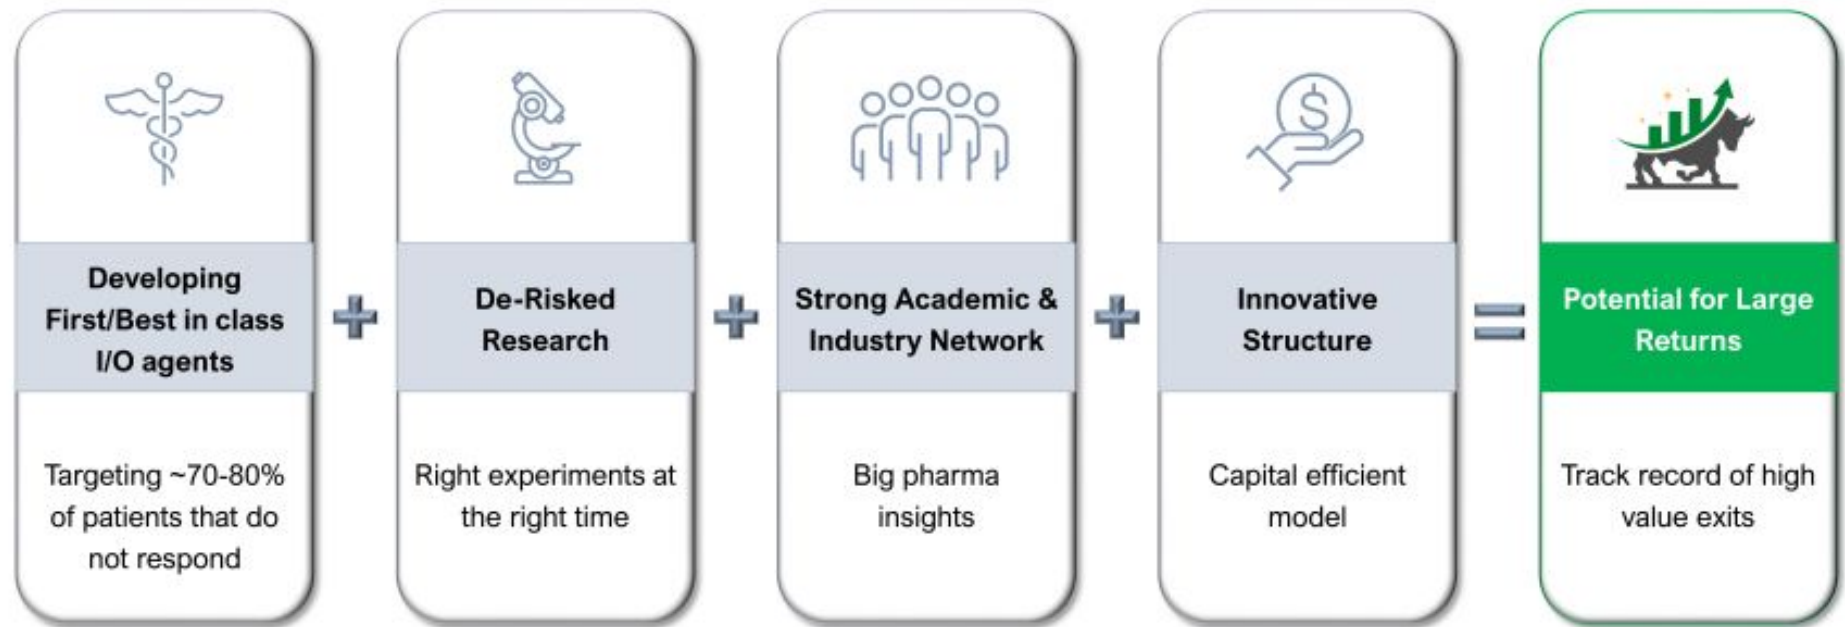 Developing
First/Best in class
I/O agents
Targeting ~70-80%
of patients that do
not respond
+
De-Risked
Research
Right experiments at
the right time
+
Strong Academic &
Industry Network
Big pharma
insights
+
$
Innovative
Structure
Capital efficient
model
=
Potential for Large
Returns
Track record of high
value exits